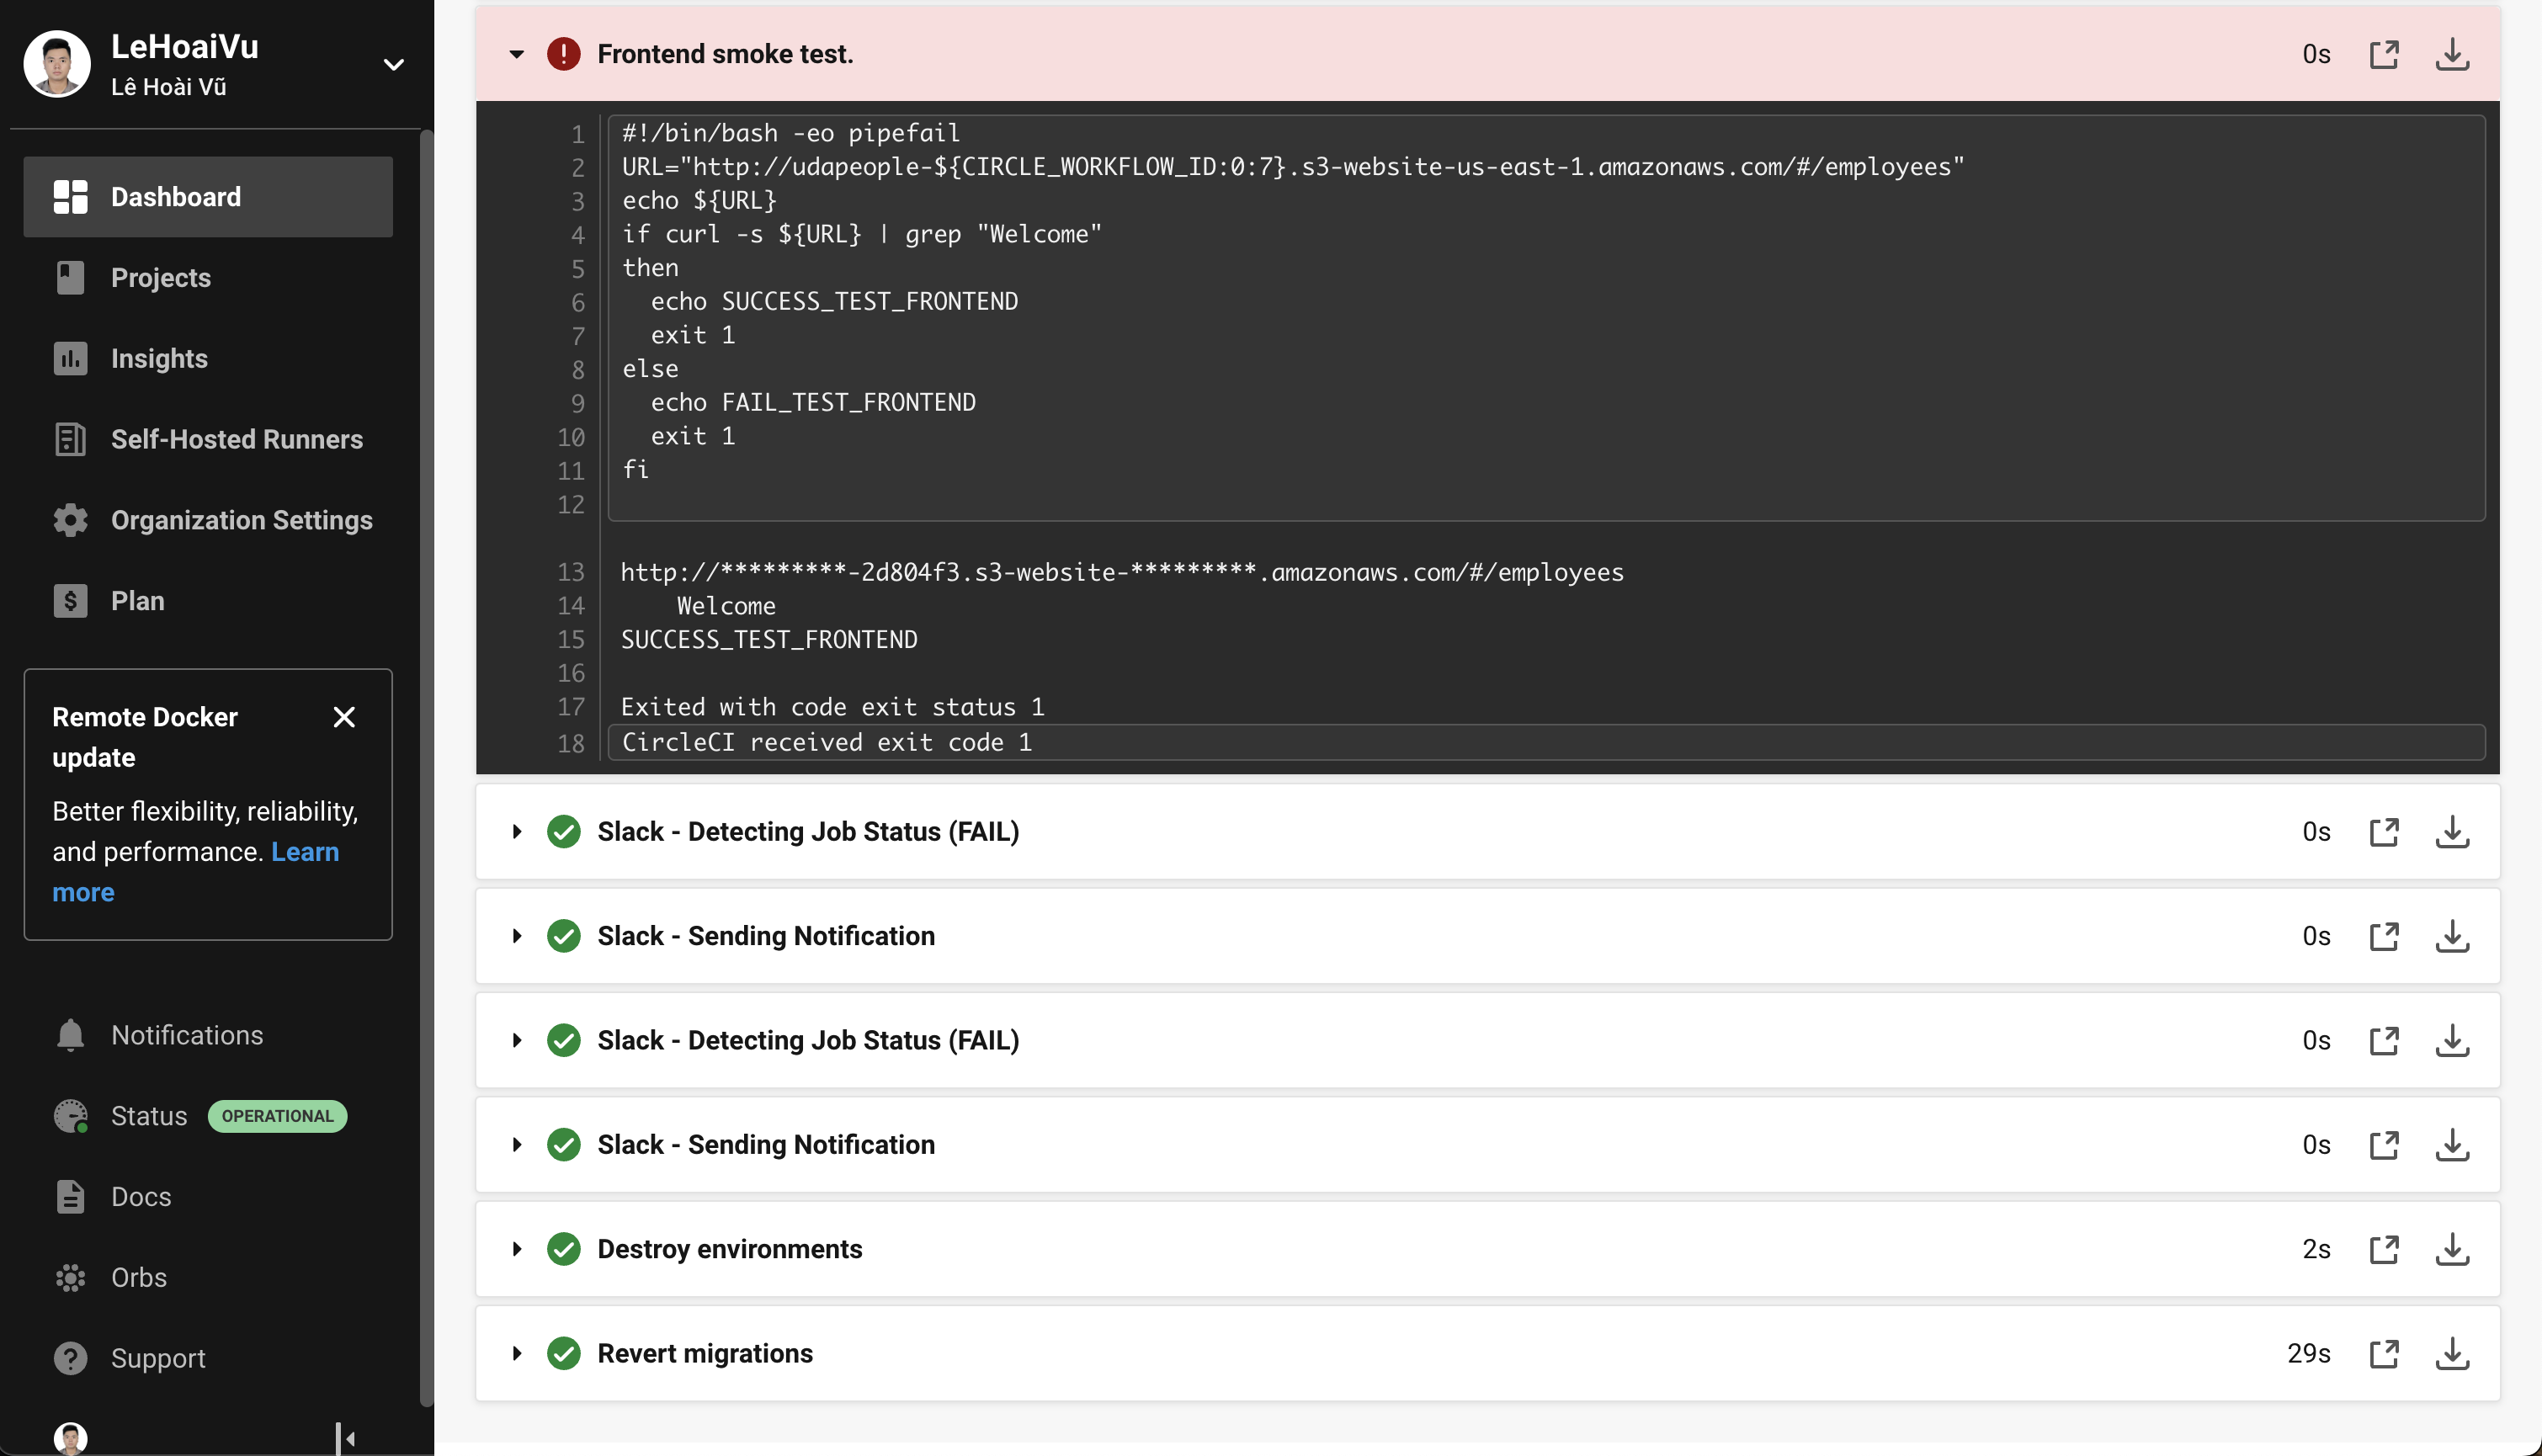 LeHoaiVu
Lê Hoài Vũ
Dashboard
Projects
Insights
Self-Hosted Runners
Organization Settings
Plan
Remote Docker
update
Better flexibility, reliability,
and performance. Learn
more
Notifications
Status OPERATIONAL
Docs
Orbs
Support
Frontend smoke test. 0s
1 #!/bin/bash -eo pipefail
2 URL="http://udapeople-${CIRCLE_WORKFLOW_ID:0:7}.s3-website-us-east-1.amazonaws.com/#/employees"
3 echo ${URL}
4 if curl -s ${URL} | grep "Welcome"
5 then
6   echo SUCCESS_TEST_FRONTEND
7   exit 1
8 else
9   echo FAIL_TEST_FRONTEND
10   exit 1
11 fi
12
13 http://*********-2d804f3.s3-website-*********.amazonaws.com/#/employees
14     Welcome
15 SUCCESS_TEST_FRONTEND
16
17 Exited with code exit status 1
18 CircleCI received exit code 1
Slack - Detecting Job Status (FAIL) 0s
Slack - Sending Notification 0s
Slack - Detecting Job Status (FAIL) 0s
Slack - Sending Notification 0s
Destroy environments 2s
Revert migrations 29s